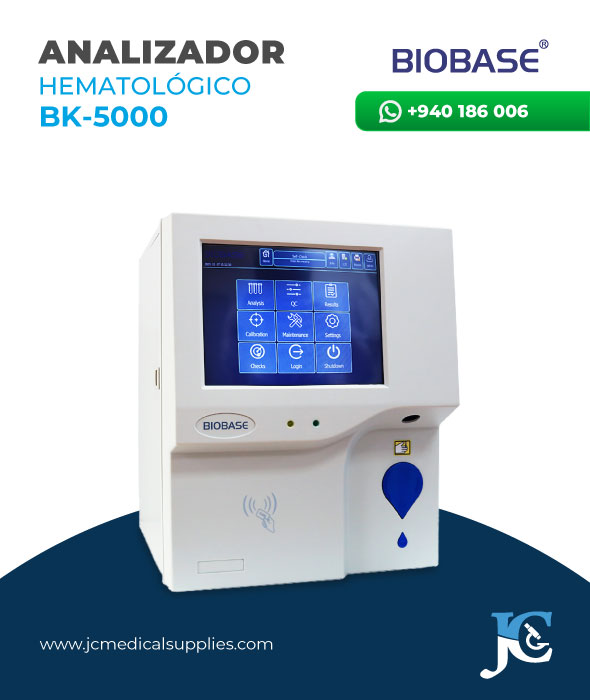 ANALIZADOR
HEMATOLÓGICO
BK-5000
BIOBASE®
+940 186 006
Analysis
QC
Results
Calibration
Maintenance
Settings
Checks
Login
Shutdown
BIOBASE
www.jcmedicalsupplies.com
JC